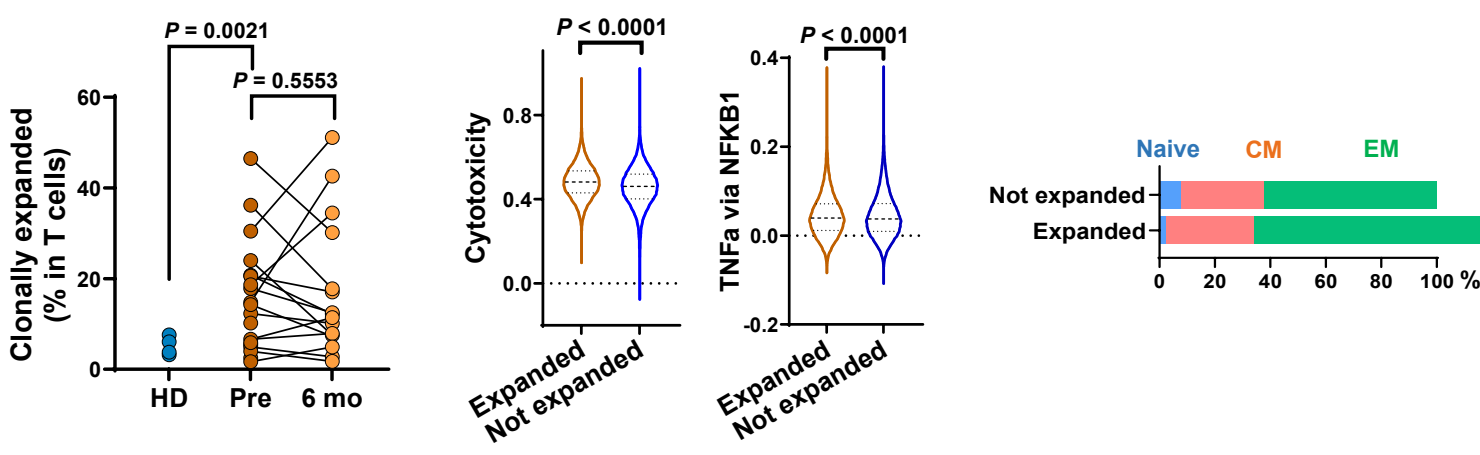 P = 0.0021
P = 0.5553
Clonally expanded
(% in T cells)
60
40
20
0
HD Pre 6 mo
P < 0.0001
Cytotoxicity
0.8
0.4
0.0
Expanded
Not expanded
P < 0.0001
TNFa via NFKB1
0.4
0.2
0.0
-0.2
Expanded
Not expanded
Naive CM EM
Not expanded
Expanded
0 20 40 60 80 100 %